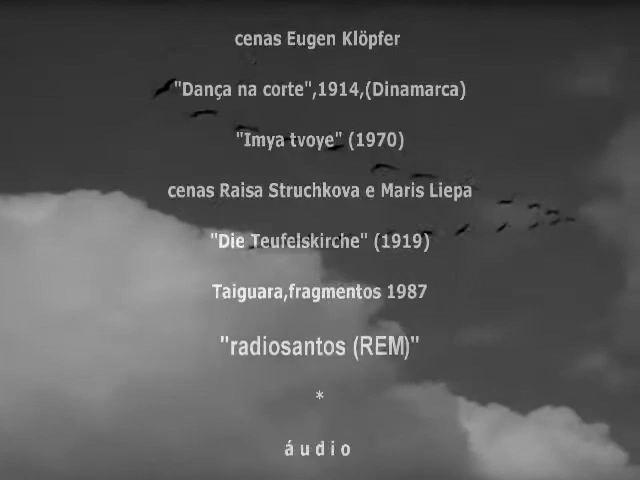 cenas Eugen Klöpfer
"Dança na corte",1914,(Dinamarca)
"Imya tvoye" (1970)
cenas Raisa Struchkova e Maris Liepa
"Die Teufelskirche" (1919)
Taiguara,fragmentos 1987
"radiosantos (REM)"
*
áudio